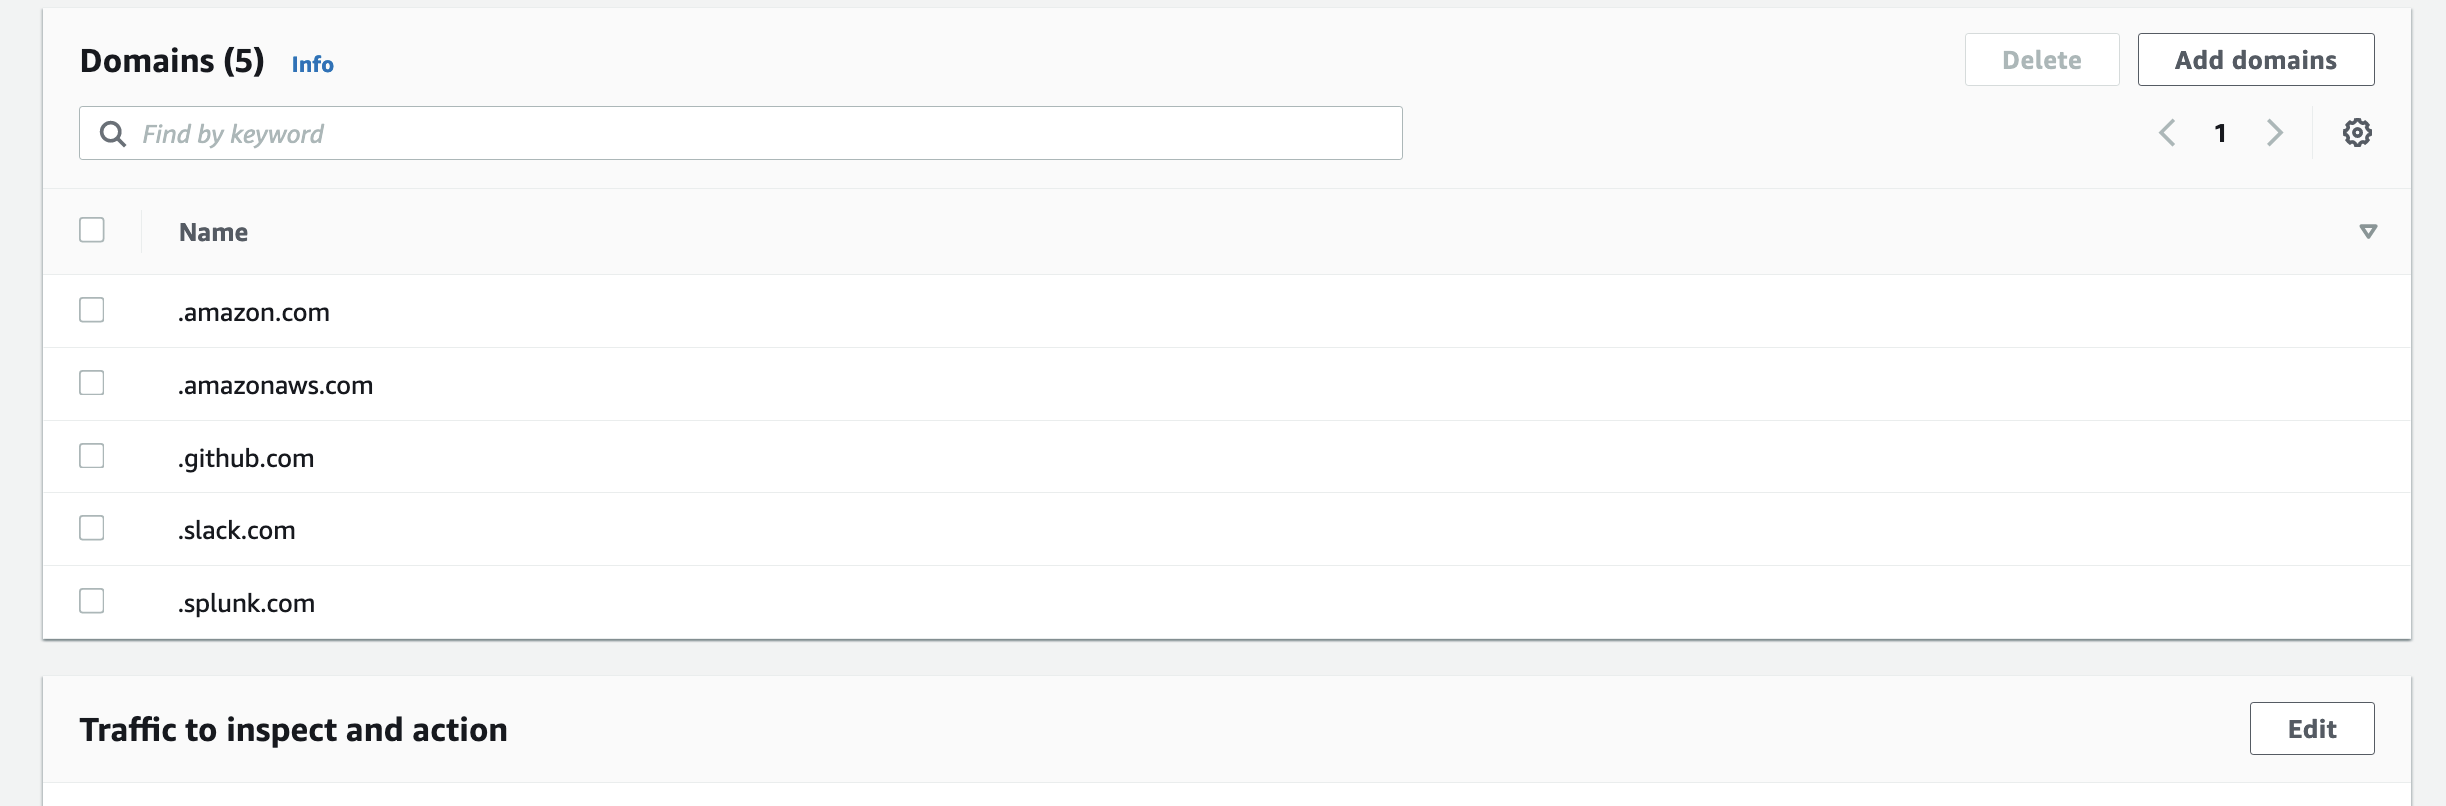 Domains (5) Info Delete Add domains
Find by keyword 1
Name
.amazon.com
.amazonaws.com
.github.com
.slack.com
.splunk.com
Traffic to inspect and action Edit